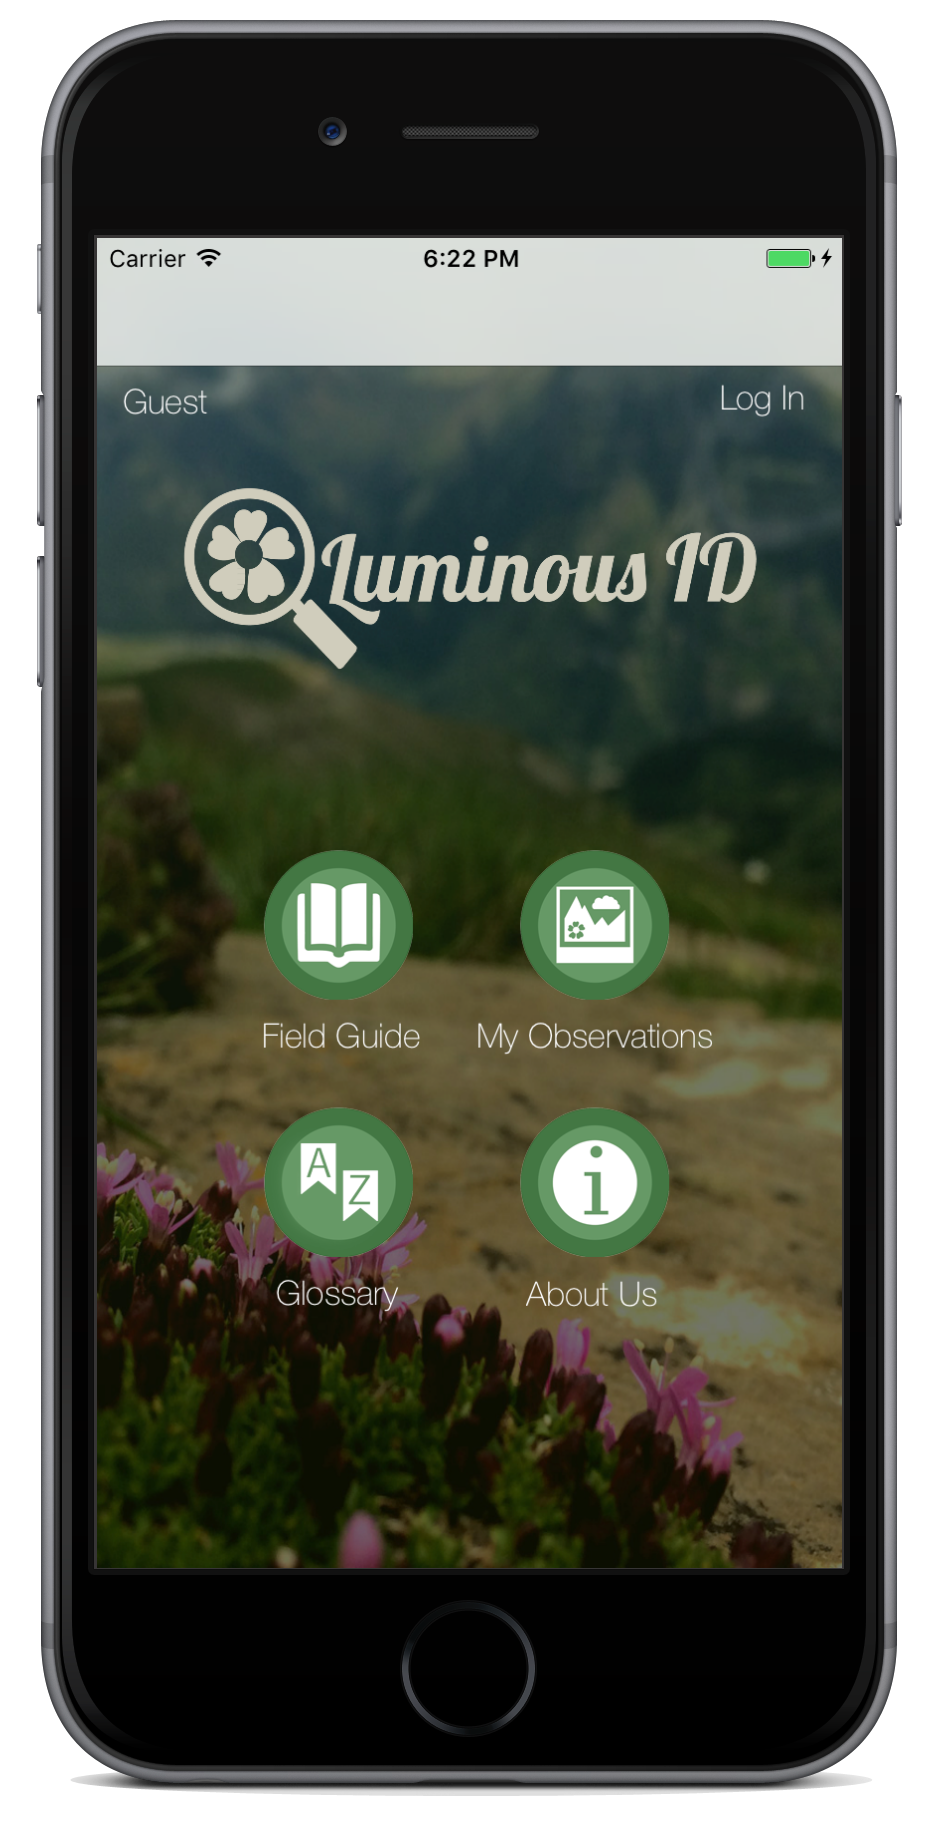 Carrier 6:22 PM
Guest Log In
Luminous ID
Field Guide My Observations
A Z i
Glossary About Us